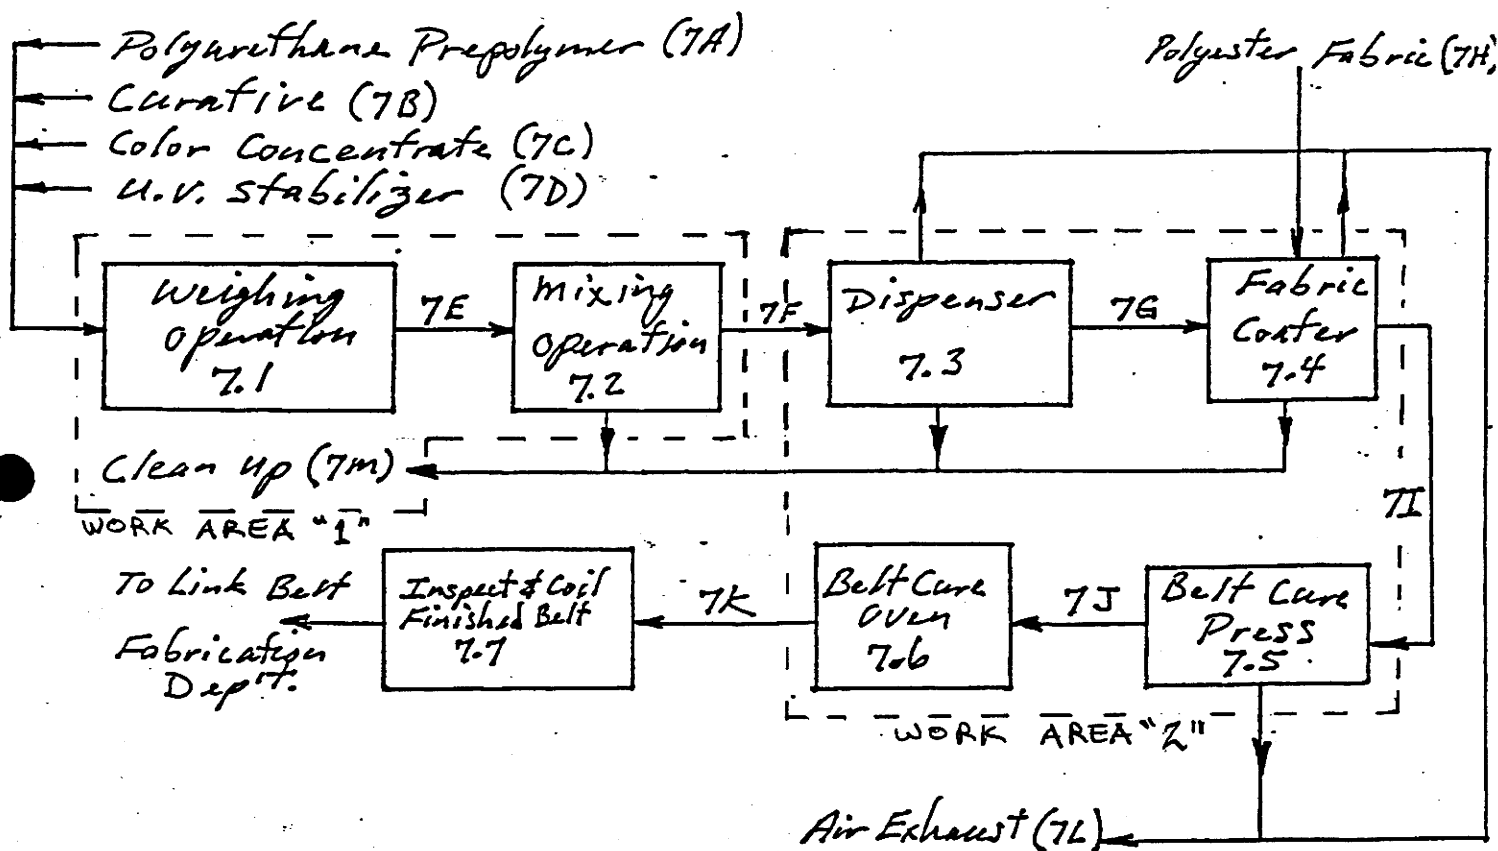 Polyurethane Prepolymer (7A)
Polyester Fabric (7H)
Curative (7B)
Color Concentrate (7C)
U.V. Stabilizer (7D)
Weighing
Operation
7.1
7E
Mixing
Operation
7.2
7F
Dispenser
7.3
7G
Fabric
Coater
7.4
Clean Up (7M)
WORK AREA "1"
7I
To Link Belt
Fabrication
Dep'T.
Inspect & Coil
Finished Belt
7.7
7K
Belt Cure
Oven
7.6
7J
Belt Cure
Press
7.5
WORK AREA "2"
Air Exhaust (7L)